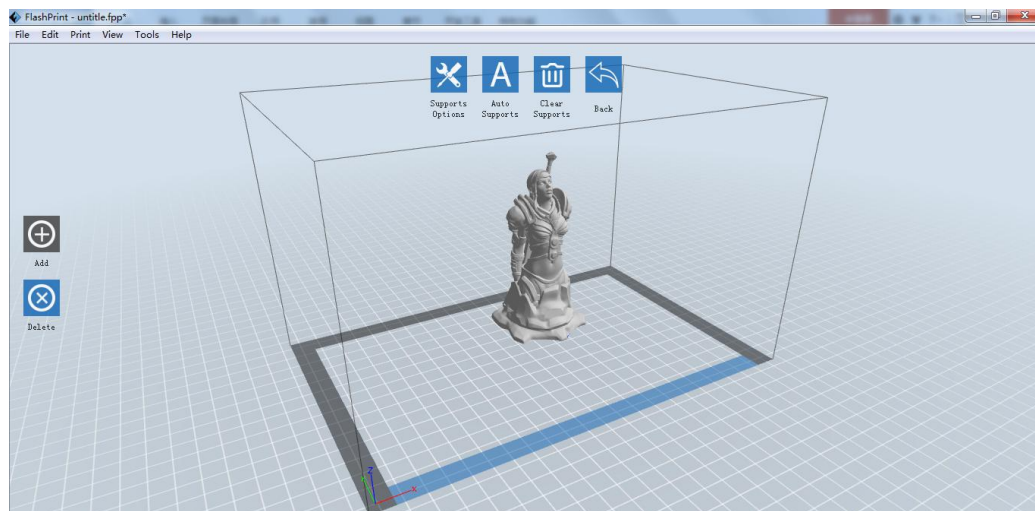 FlashPrint - untitle.fpp*
File Edit Print View Tools Help
Supports
Options
Auto
Supports
Clear
Supports
Back
Add
Delete
Z
X